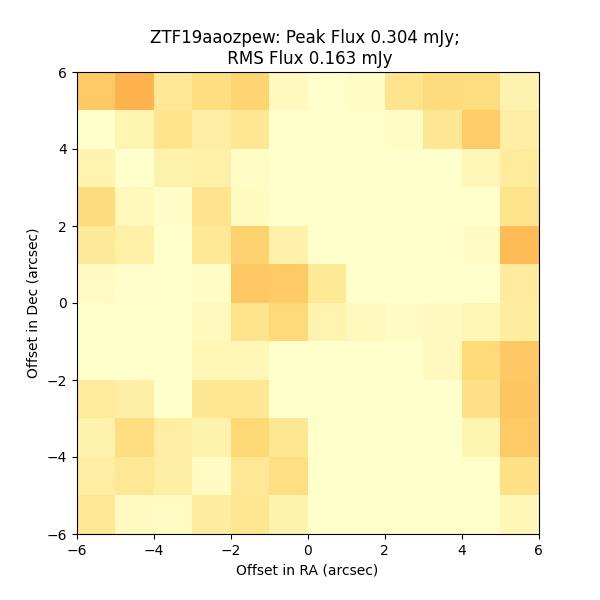 ZTF19aaozpew: Peak Flux 0.304 mJy;
RMS Flux 0.163 mJy
6
4
2
0
−2
−4
−6
Offset in Dec (arcsec)
−6 −4 −2 0 2 4 6
Offset in RA (arcsec)